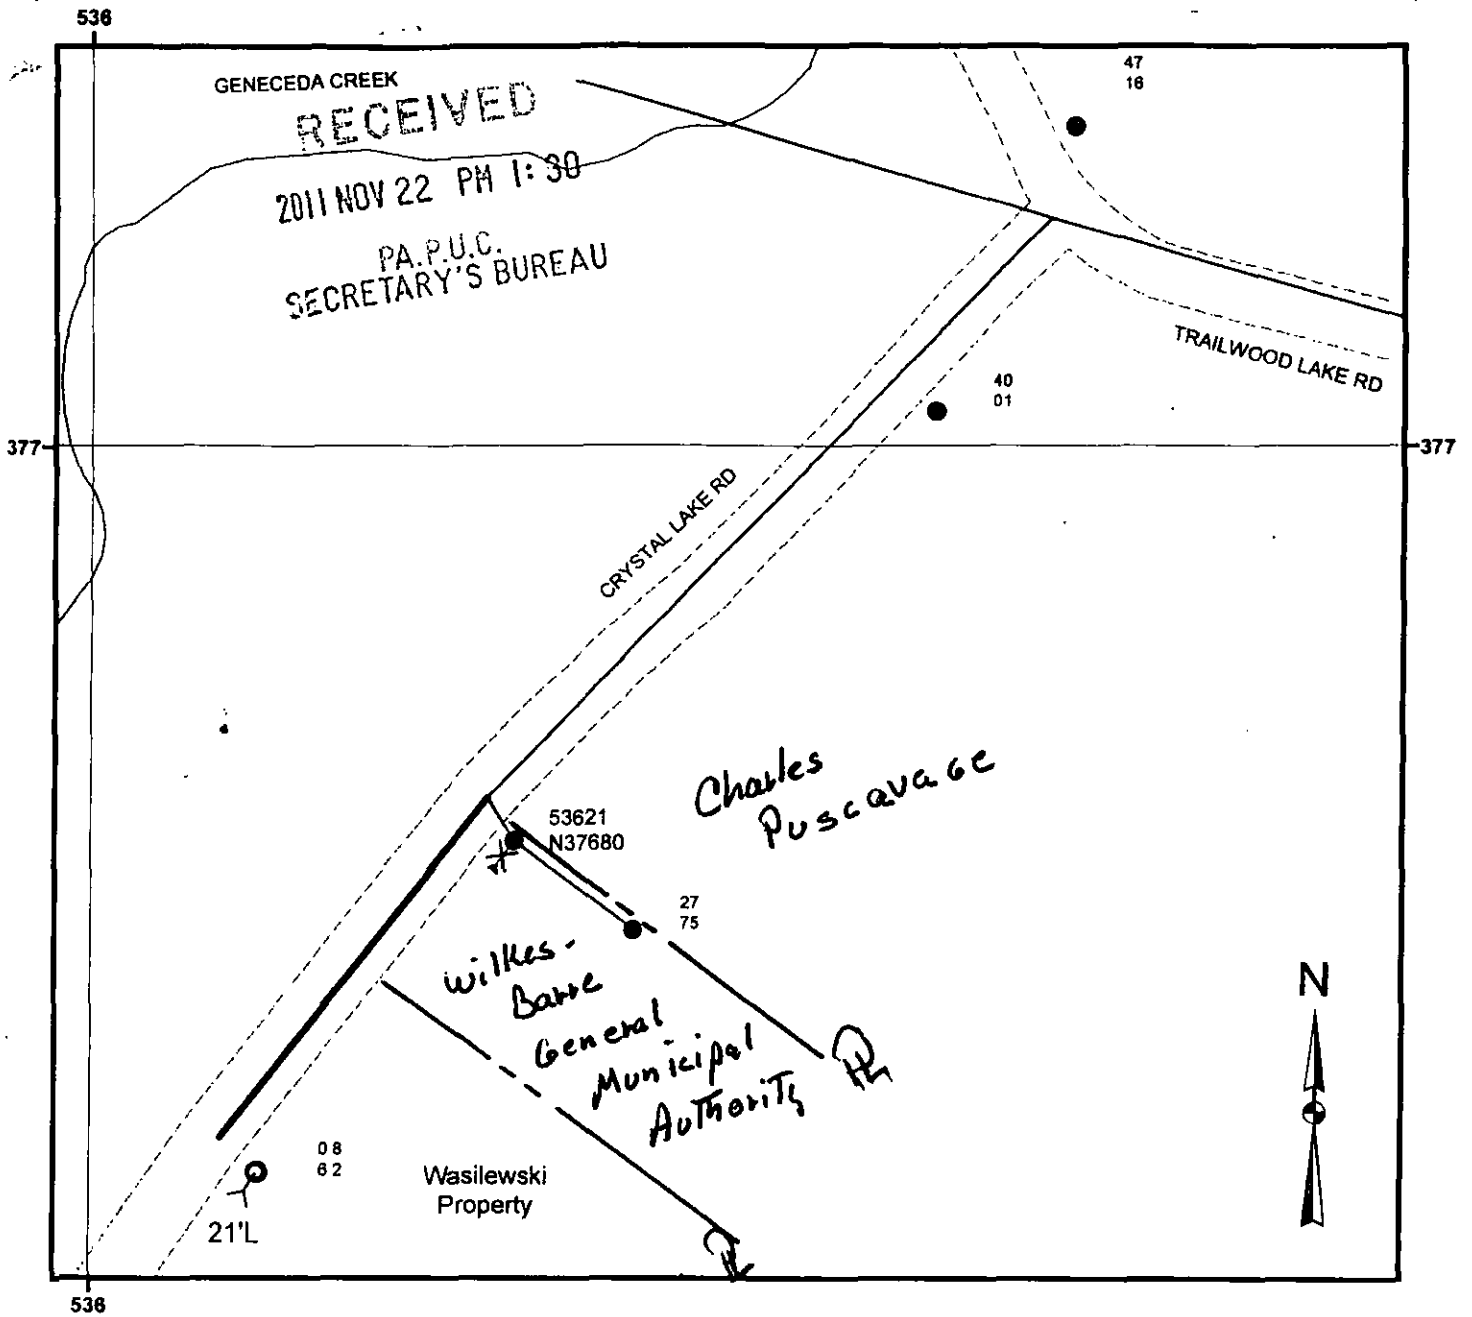 536
GENECEDA CREEK
RECEIVED
2011 NOV 22 PM 1:30
PA.P.U.C.
SECRETARY'S BUREAU
47
16
TRAILWOOD LAKE RD
40
01
377
377
CRYSTAL LAKE RD
Charles
Puscavage
53621
N37680
27
75
Wilkes-
Barre
General
Municipal
Authority
N
PL
08
62
Wasilewski
Property
21'L
PL
536